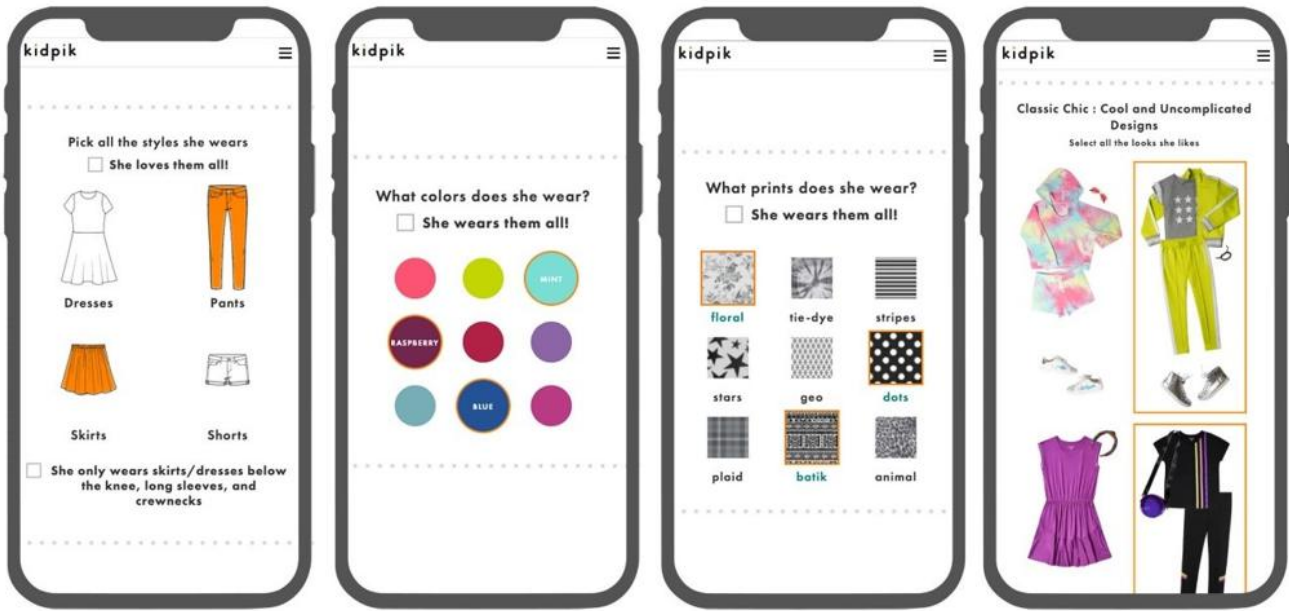 kidpik
Pick all the styles she wears
She loves them all!
Dresses
Pants
Skirts
Shorts
She only wears skirts/dresses below
the knee, long sleeves, and
crewnecks
kidpik
What colors does she wear?
She wears them all!
MINT
RASPBERRY
BLUE
kidpik
What prints does she wear?
She wears them all!
floral
tie-dye
stripes
stars
geo
dots
plaid
batik
animal
kidpik
Classic Chic : Cool and Uncomplicated
Designs
Select all the looks she likes